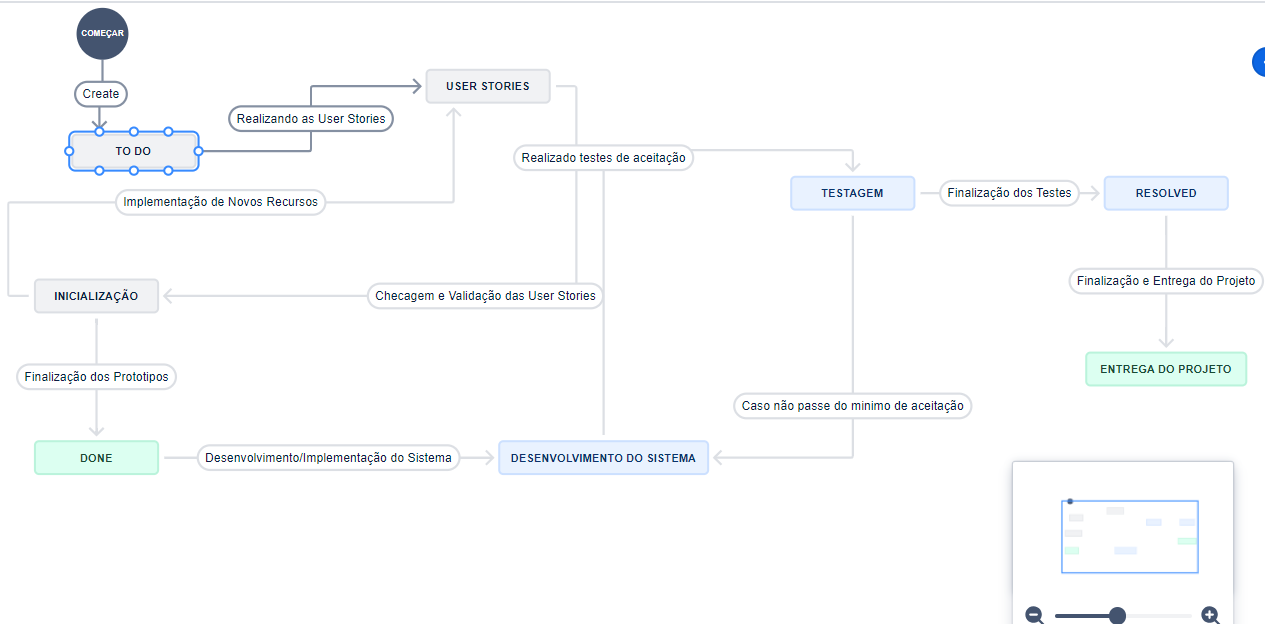 COMEÇAR
Create
TO DO
Realizando as User Stories
USER STORIES
Realizado testes de aceitação
Implementação de Novos Recursos
TESTAGEM
Finalização dos Testes
RESOLVED
INICIALIZAÇÃO
Checagem e Validação das User Stories
Finalização e Entrega do Projeto
Finalização dos Prototipos
ENTREGA DO PROJETO
Caso não passe do minimo de aceitação
DONE
Desenvolvimento/Implementação do Sistema
DESENVOLVIMENTO DO SISTEMA